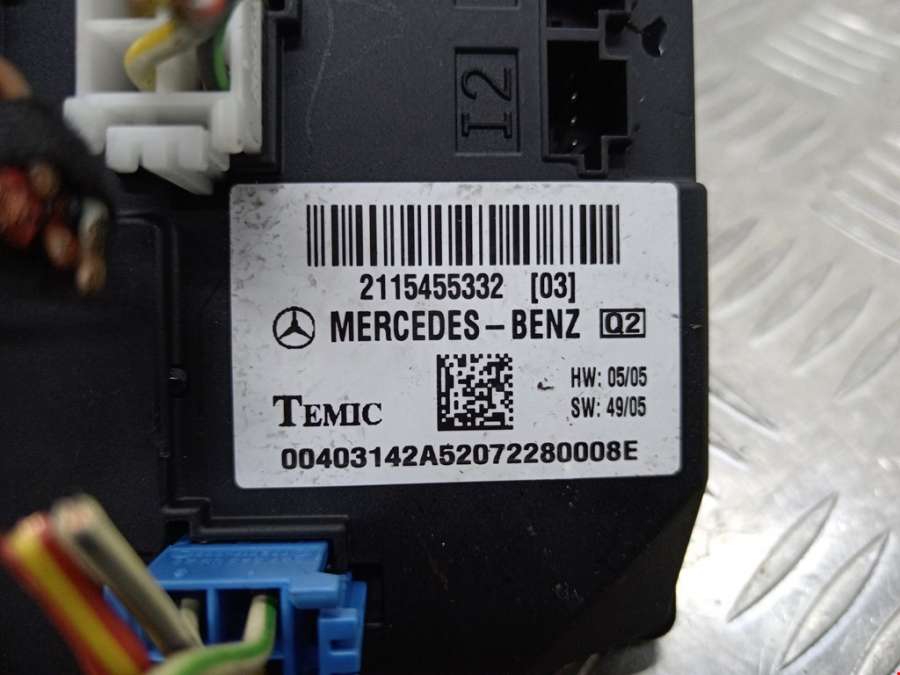 I2
2115455332 [03]
MERCEDES-BENZ Q2
HW: 05/05
TEMIC
SW: 49/05
00403142A52072280008E